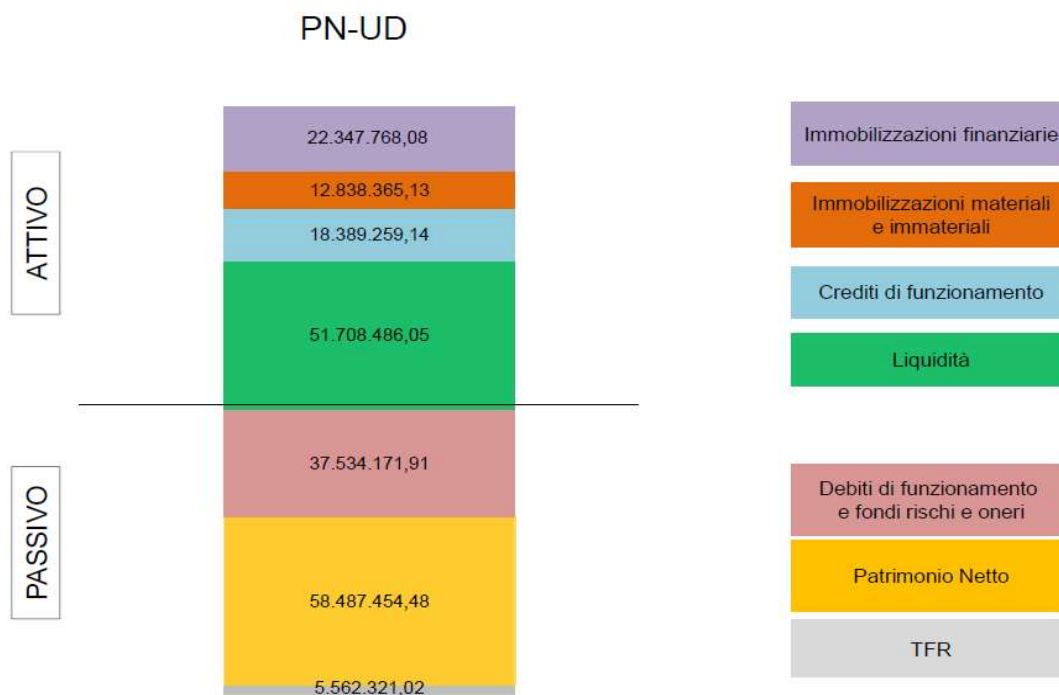 PN-UD
ATTIVO
22.347.768,08
12.838.365,13
18.389.259,14
51.708.486,05
Immobilizzazioni finanziarie
Immobilizzazioni materiali
e immateriali
Crediti di funzionamento
Liquidità
PASSIVO
37.534.171,91
58.487.454,48
5.562.321,02
Debiti di funzionamento
e fondi rischi e oneri
Patrimonio Netto
TFR